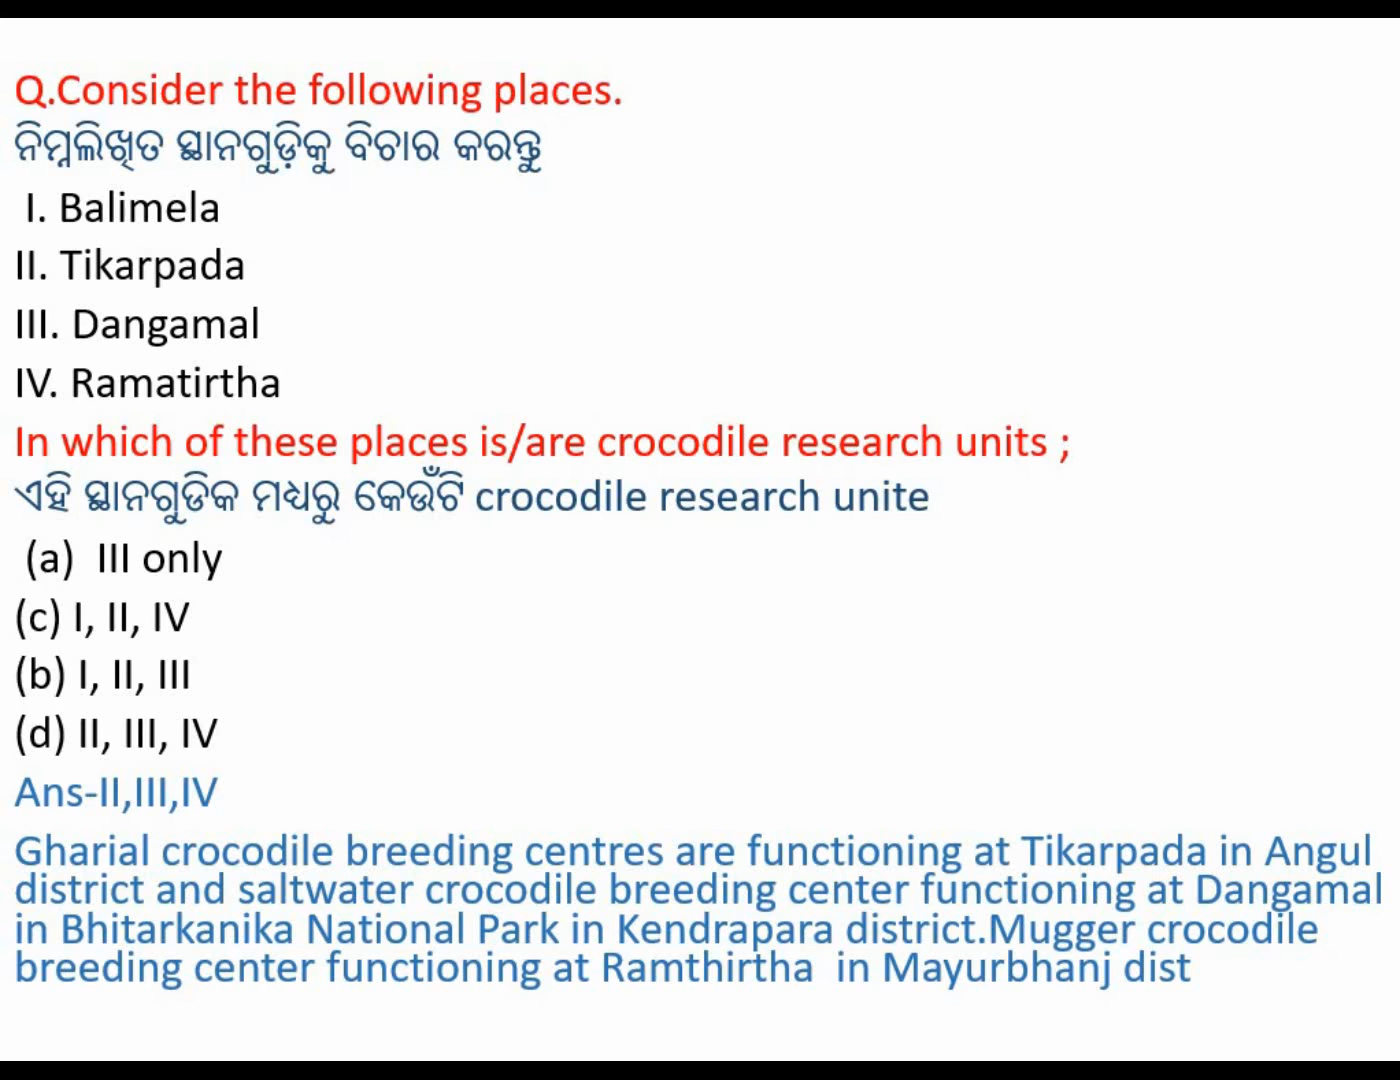 Q.Consider the following places.
ନିମ୍ନଲିଖିତ ସ୍ଥାନଗୁଡ଼ିକୁ ବିଚାର କରନ୍ତୁ
I. Balimela
II. Tikarpada
III. Dangamal
IV. Ramatirtha
In which of these places is/are crocodile research units ;
ଏହି ସ୍ଥାନଗୁଡିକ ମଧ୍ୟରୁ କେଉଁଟି crocodile research unite
(a) III only
(c) I, II, IV
(b) I, II, III
(d) II, III, IV
Ans-II,III,IV
Gharial crocodile breeding centres are functioning at Tikarpada in Angul
district and saltwater crocodile breeding center functioning at Dangamal
in Bhitarkanika National Park in Kendrapara district.Mugger crocodile
breeding center functioning at Ramthirtha in Mayurbhanj dist